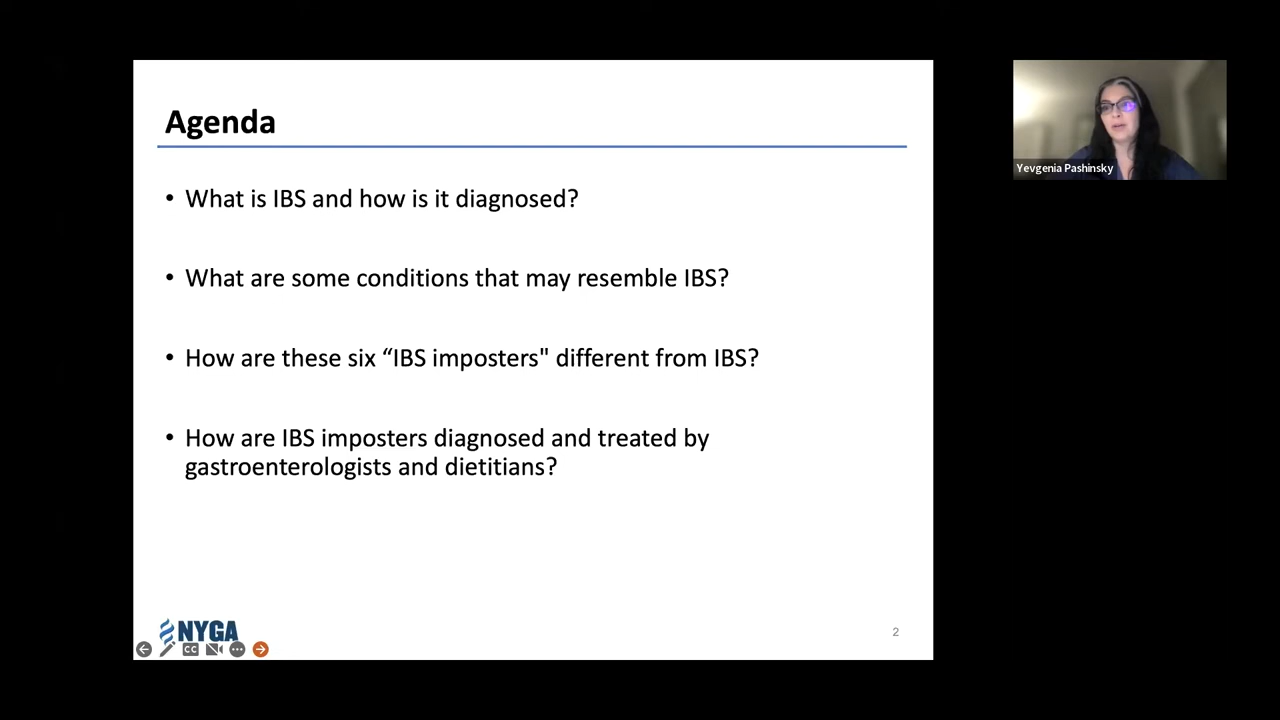 Agenda
• What is IBS and how is it diagnosed?
• What are some conditions that may resemble IBS?
• How are these six “IBS imposters" different from IBS?
• How are IBS imposters diagnosed and treated by
gastroenterologists and dietitians?
NYGA
CC
2
Yevgenia Pashinsky